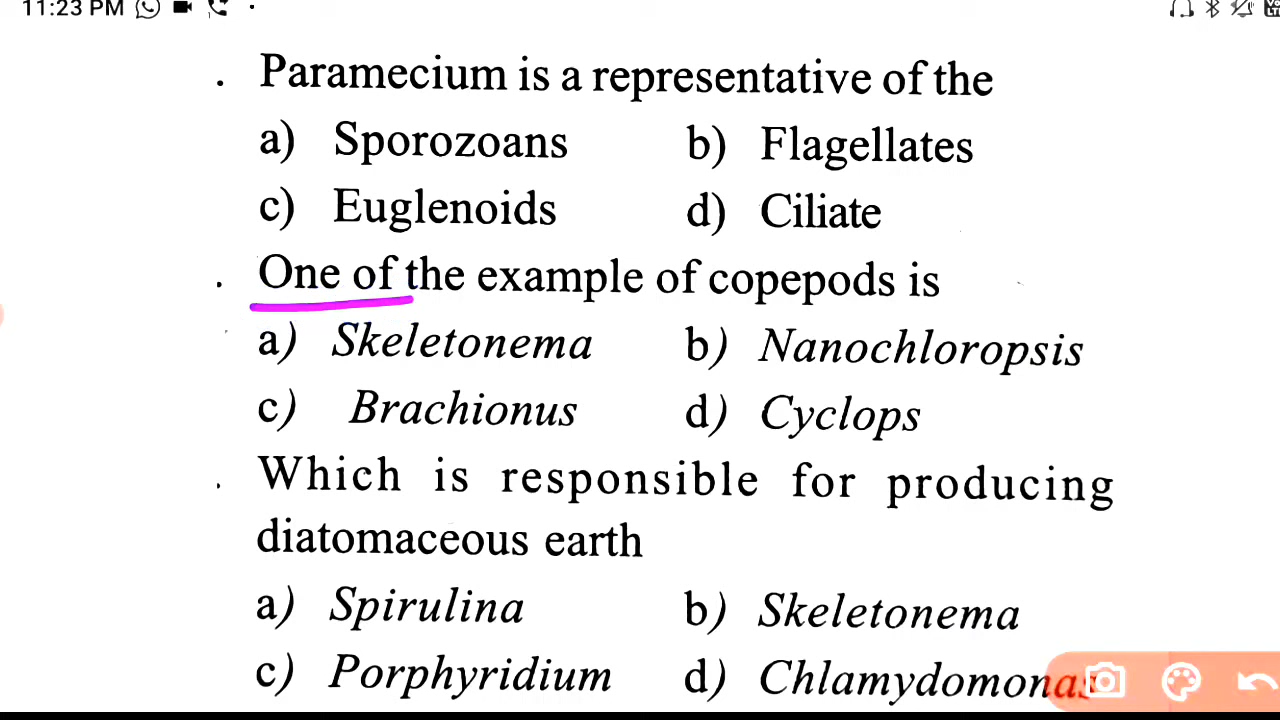 11:23 PM
. Paramecium is a representative of the
a) Sporozoans b) Flagellates
c) Euglenoids d) Ciliate
. One of the example of copepods is
a) Skeletonema b) Nanochloropsis
c) Brachionus d) Cyclops
. Which is responsible for producing
diatomaceous earth
a) Spirulina b) Skeletonema
c) Porphyridium d) Chlamydomonas